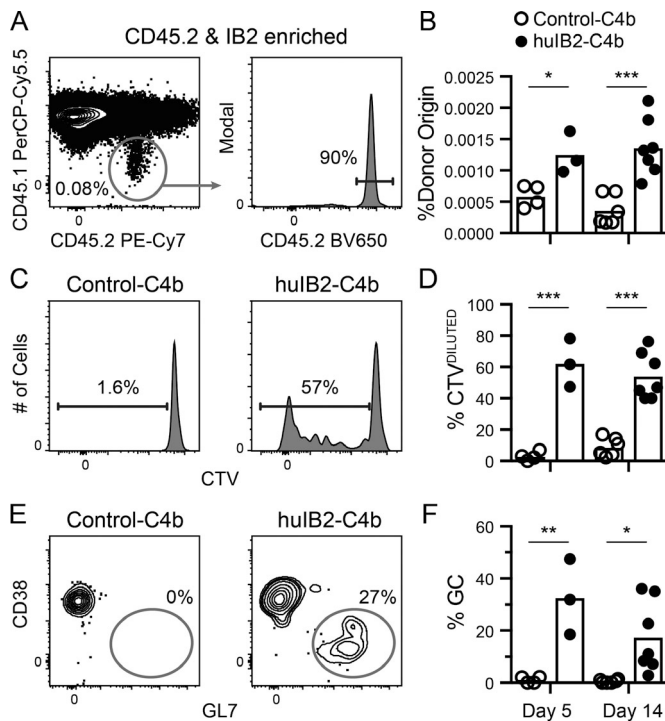 A
CD45.2 & IB2 enriched
CD45.1 PerCP-Cy5.5
0
0.08%
0
CD45.2 PE-Cy7
Modal
90%
0
CD45.2 BV650
B
Control-C4b
huIB2-C4b
%Donor Origin
0.0025
0.0020
0.0015
0.0010
0.0005
0.0000
*
***
C
Control-C4b
huIB2-C4b
# of Cells
1.6%
57%
0
0
0
0
CTV
D
% CTVDILUTED
100
80
60
40
20
0
***
***
E
Control-C4b
huIB2-C4b
CD38
0%
27%
0
0
0
0
GL7
F
% GC
60
40
20
0
**
*
Day 5
Day 14